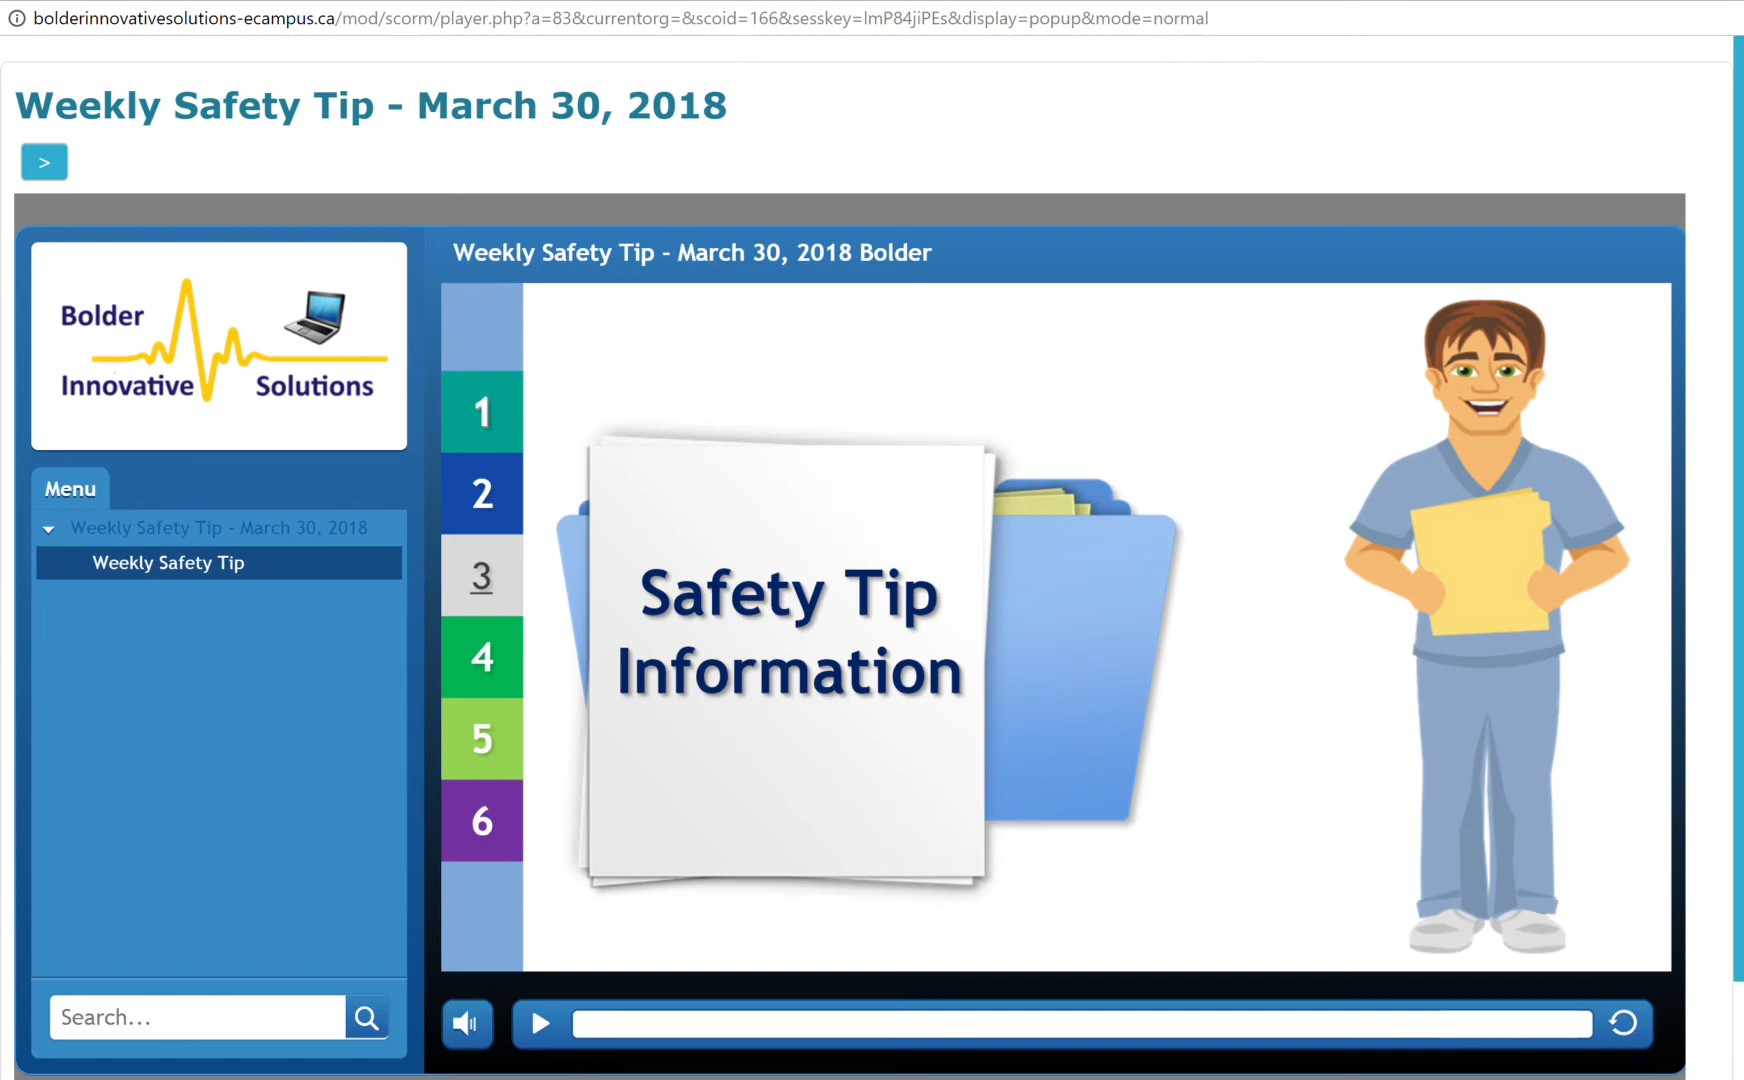 bolderinnovativesolutions-ecampus.ca/mod/scorm/player.php?a=83&currentorg=&scoid=166&sesskey=lmP84jiPEs&display=popup&mode=normal
Weekly Safety Tip - March 30, 2018
>
Weekly Safety Tip - March 30, 2018 Bolder
Bolder
Innovative Solutions
Menu
Weekly Safety Tip - March 30, 2018
Weekly Safety Tip
Search...
1
2
3
4
5
6
Safety Tip
Information